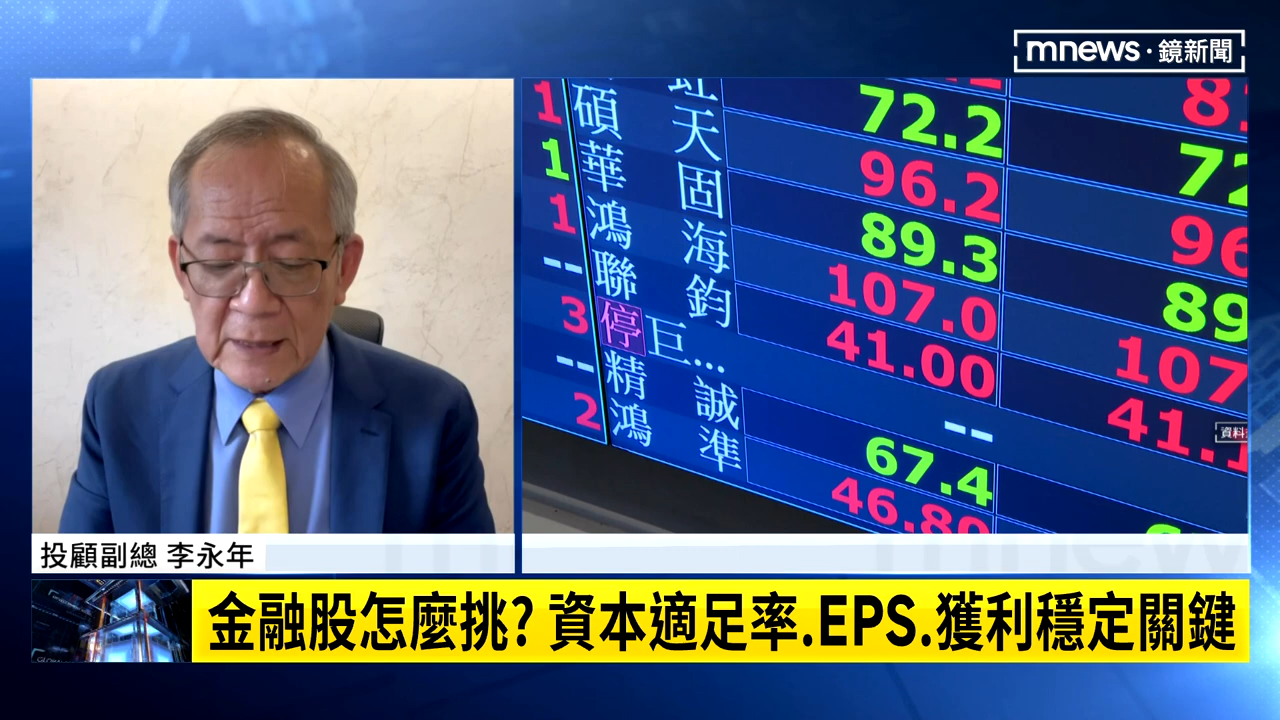 mnews·鏡新聞
72.2
1 碩天 96.2
1 華固 89.3
1 鴻海 107.0
-- 聯鈞 41.00
3 停 巨... --
-- 精誠 67.4
2 鴻準 46.80
107
投顧副總 李永年
金融股怎麼挑? 資本適足率.EPS.獲利穩定關鍵